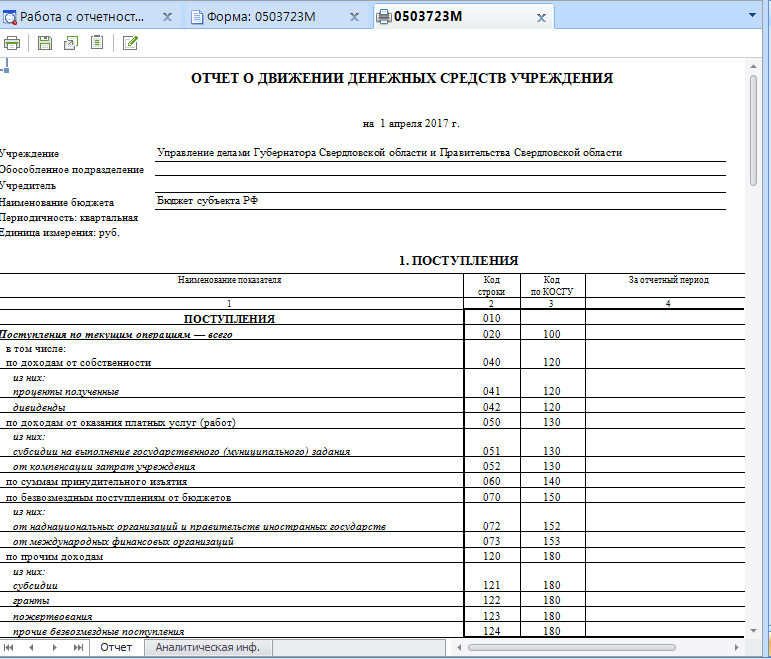 Работа с отчетност... Форма: 0503723М 0503723М
ОТЧЕТ О ДВИЖЕНИИ ДЕНЕЖНЫХ СРЕДСТВ УЧРЕЖДЕНИЯ
на 1 апреля 2017 г.
Учреждение Управление делами Губернатора Свердловской области и Правительства Свердловской области
Обособленное подразделение
Учредитель
Наименование бюджета Бюджет субъекта РФ
Периодичность: квартальная
Единица измерения: руб.
1. ПОСТУПЛЕНИЯ
Наименование показателя Код строки Код по КОСГУ За отчетный период
1 2 3 4
ПОСТУПЛЕНИЯ 010
Поступления по текущим операциям — всего 020 100
в том числе:
по доходам от собственности 040 120
из них:
проценты полученные 041 120
дивиденды 042 120
по доходам от оказания платных услуг (работ) 050 130
из них:
субсидии на выполнение государственного (муниципального) задания 051 130
от компенсации затрат учреждения 052 130
по суммам принудительного изъятия 060 140
по безвозмездным поступлениям от бюджетов 070 150
из них:
от наднациональных организаций и правительств иностранных государств 072 152
от международных финансовых организаций 073 153
по прочим доходам 120 180
из них:
субсидии 121 180
гранты 122 180
пожертвования 123 180
прочие безвозмездные поступления 124 180
Отчет Аналитическая инф.